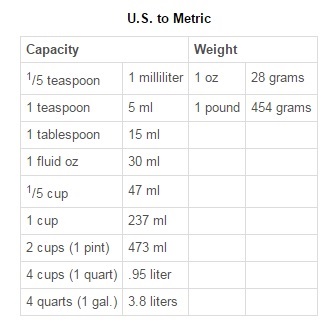 U.S. to Metric
Capacity Weight
1/5 teaspoon 1 milliliter 1 oz 28 grams
1 teaspoon 5 ml 1 pound 454 grams
1 tablespoon 15 ml
1 fluid oz 30 ml
1/5 cup 47 ml
1 cup 237 ml
2 cups (1 pint) 473 ml
4 cups (1 quart) .95 liter
4 quarts (1 gal.) 3.8 liters